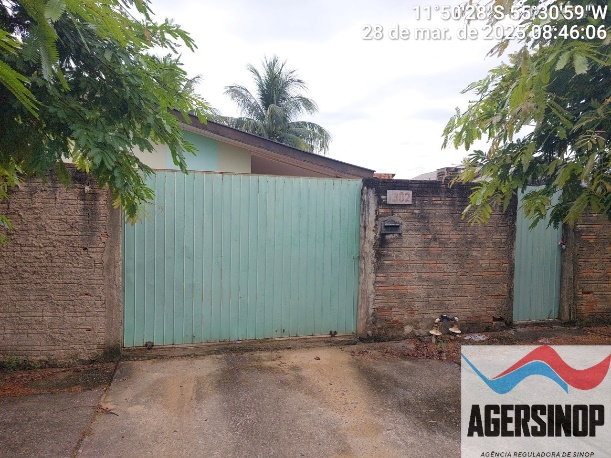 11°50'28"S 55°30'59"W
28 de mar. de 2025 08:46:06
AGERSINOP
AGÊNCIA REGULADORA DE SINOP